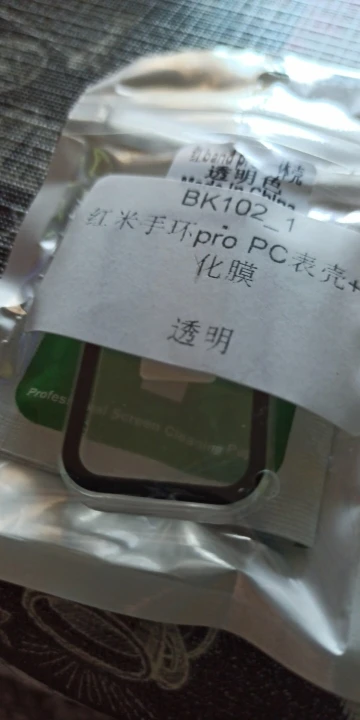 透明色
Made in China
BK102_1
红米手环pro PC表壳+
化膜
透明
Professional Screen Cleaning